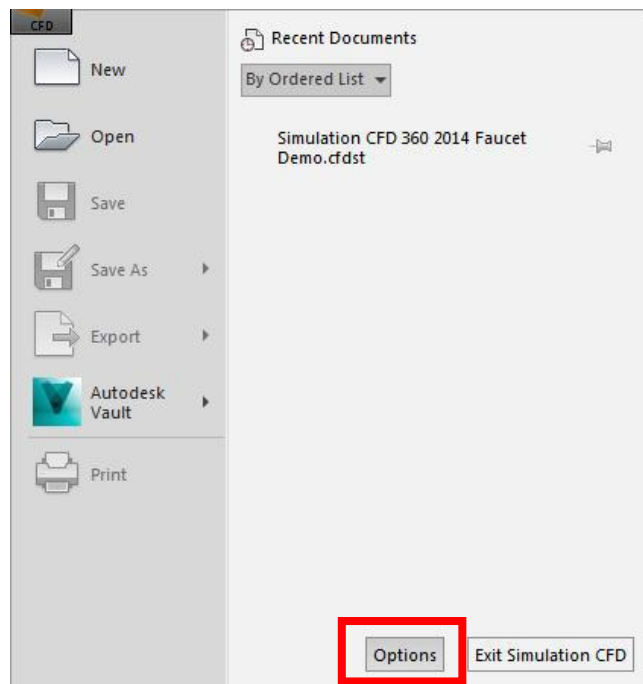 CFD
New
Open
Save
Save As
Export
Autodesk
Vault
Print
Recent Documents
By Ordered List
Simulation CFD 360 2014 Faucet
Demo.cfdst
Options
Exit Simulation CFD